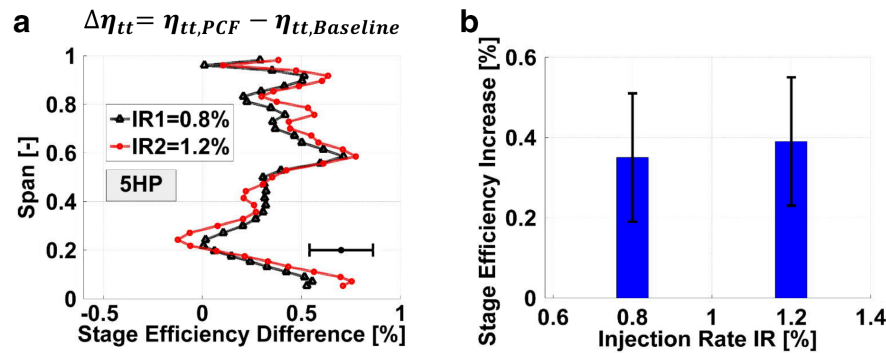 a
Δη_tt = η_tt,PCF − η_tt,Baseline
1
0.8
0.6
0.4
0.2
0
Span [-]
IR1=0.8%
IR2=1.2%
5HP
-0.5
0
0.5
1
Stage Efficiency Difference [%]
b
0.6
0.4
0.2
0
Stage Efficiency Increase [%]
0.6
0.8
1
1.2
1.4
Injection Rate IR [%]